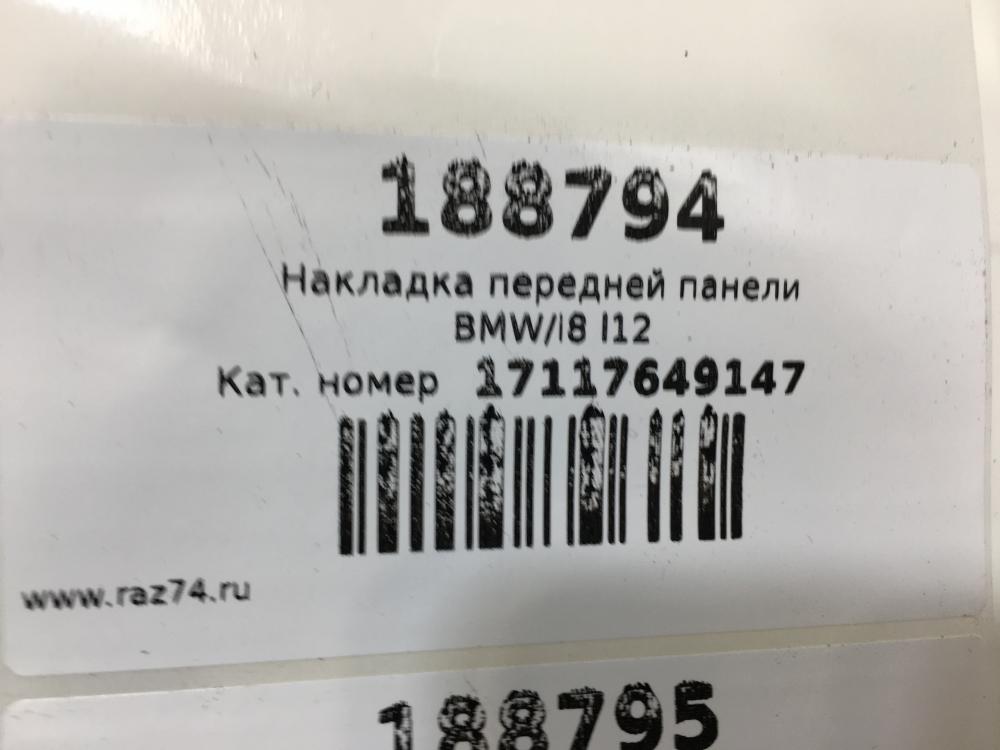 188794
Накладка передней панели
BMW/I8 I12
Кат. номер 17117649147
www.raz74.ru
188795